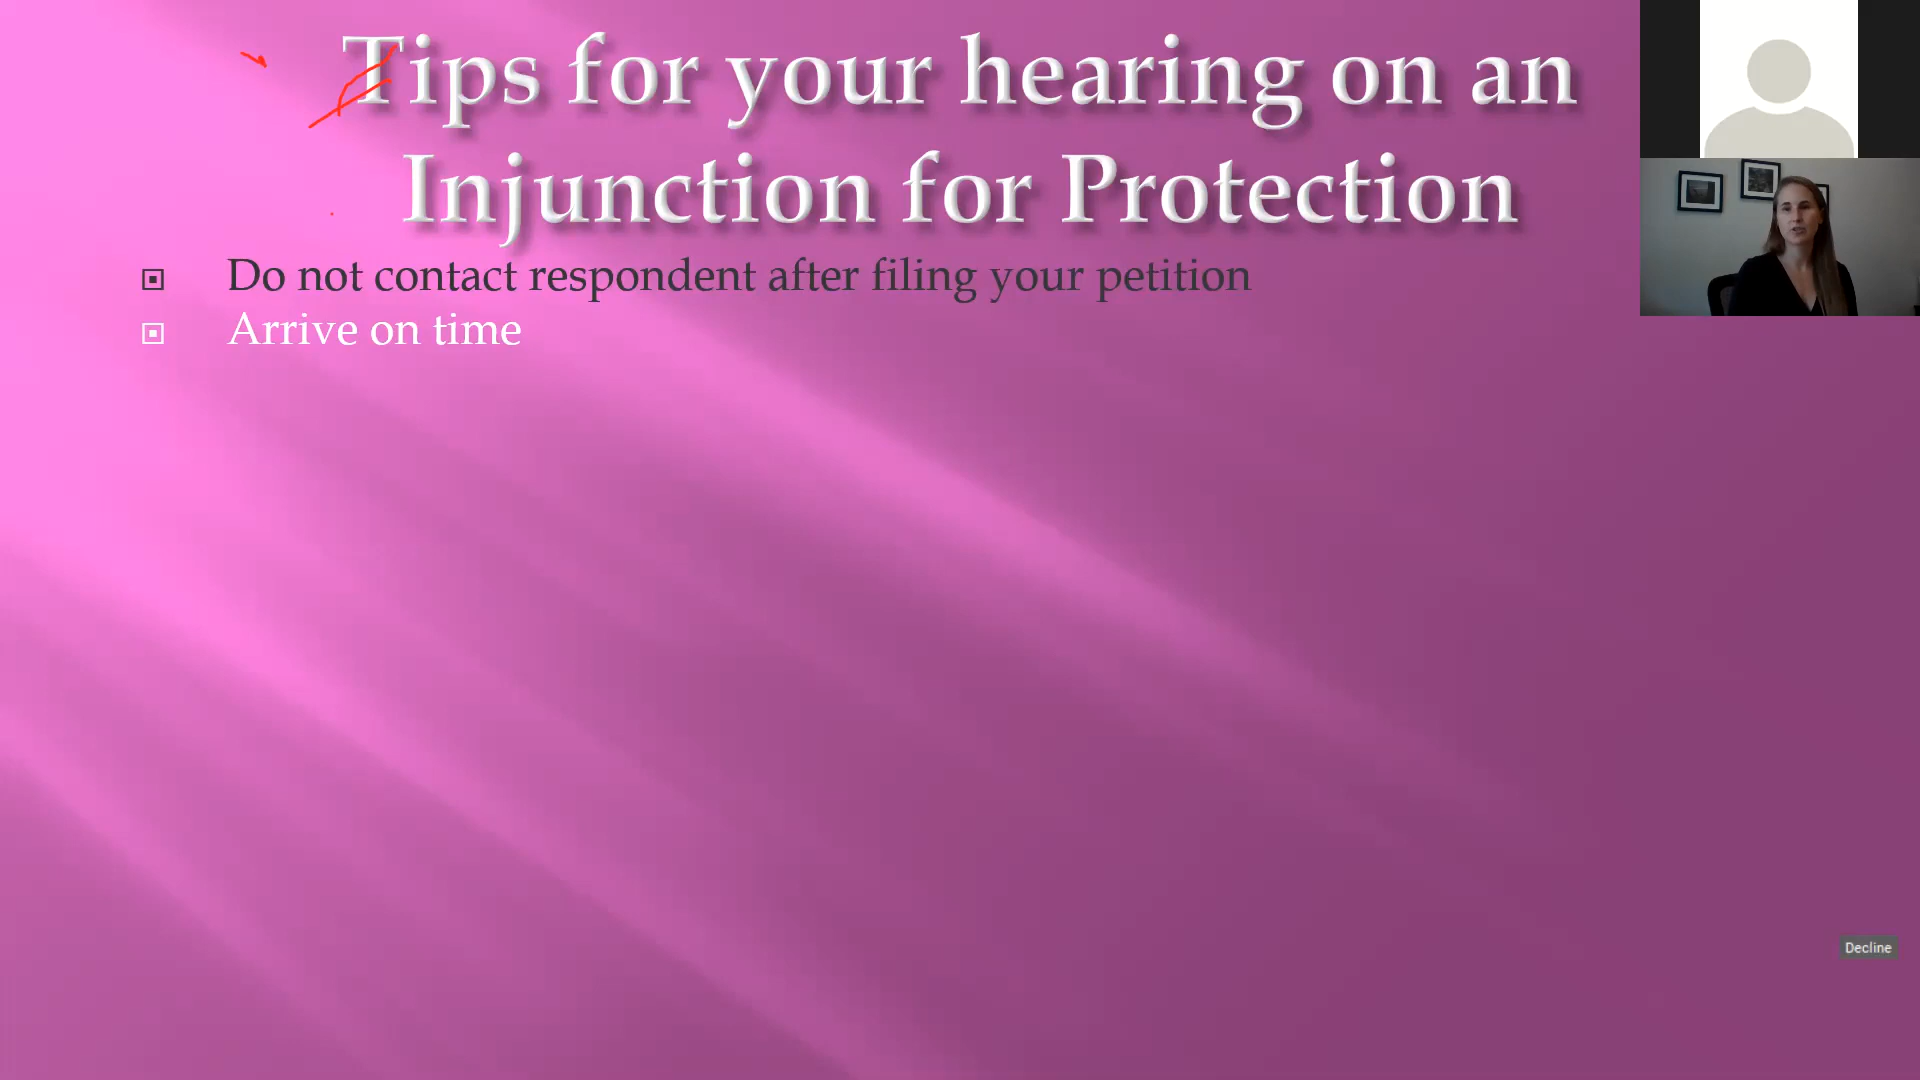 Tips for your hearing on an
Injunction for Protection
Do not contact respondent after filing your petition
Arrive on time
Decline